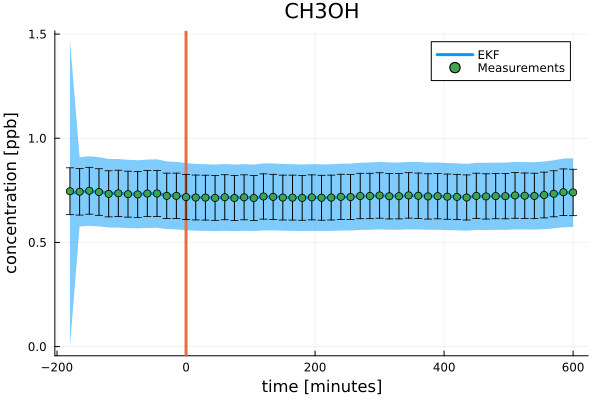 CH3OH
EKF
Measurements
concentration [ppb]
1.5
1.0
0.5
0.0
−200
0
200
400
600
time [minutes]